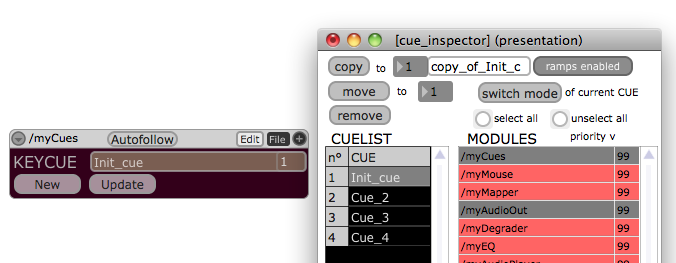 /myCues Autofollow Edit File +
KEYCUE Init_cue 1
New Update
[cue_inspector] (presentation)
copy to 1 copy_of_Init_c ramps enabled
move to 1 switch mode of current CUE
remove select all unselect all
CUELIST MODULES priority v
n° CUE
1 Init_cue
2 Cue_2
3 Cue_3
4 Cue_4
/myCues 99
/myMouse 99
/myMapper 99
/myAudioOut 99
/myDegrader 99
/myEQ 99
/myAudioPlayer 99